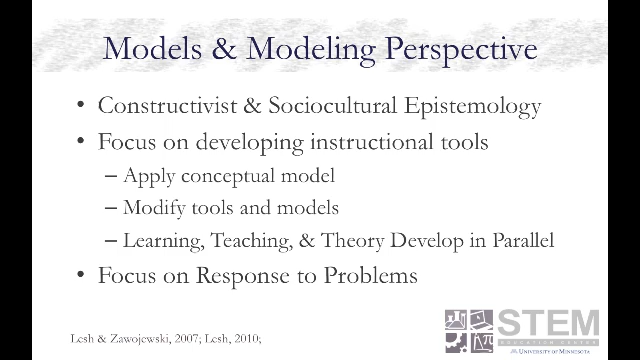 Models & Modeling Perspective
• Constructivist & Sociocultural Epistemology
• Focus on developing instructional tools
– Apply conceptual model
– Modify tools and models
– Learning, Teaching, & Theory Develop in Parallel
• Focus on Response to Problems
Lesh & Zawojewski, 2007; Lesh, 2010;
STEM
EDUCATION CENTER
UNIVERSITY OF MINNESOTA